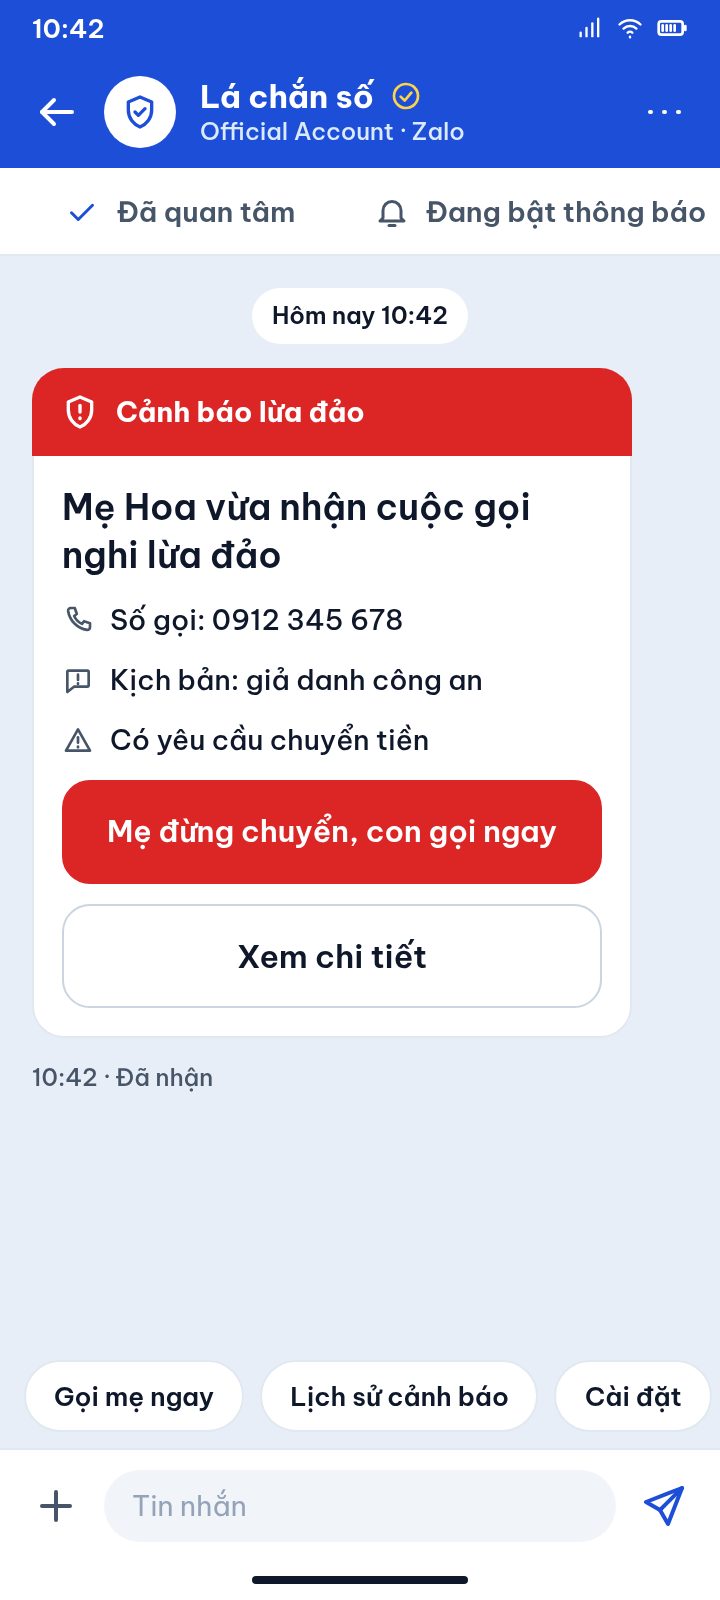 10:42
Lá chắn số
Official Account · Zalo
Đã quan tâm
Đang bật thông báo
Hôm nay 10:42
Cảnh báo lừa đảo
Mẹ Hoa vừa nhận cuộc gọi
nghi lừa đảo
Số gọi: 0912 345 678
Kịch bản: giả danh công an
Có yêu cầu chuyển tiền
Mẹ đừng chuyển, con gọi ngay
Xem chi tiết
10:42 · Đã nhận
Gọi mẹ ngay
Lịch sử cảnh báo
Cài đặt
Tin nhắn